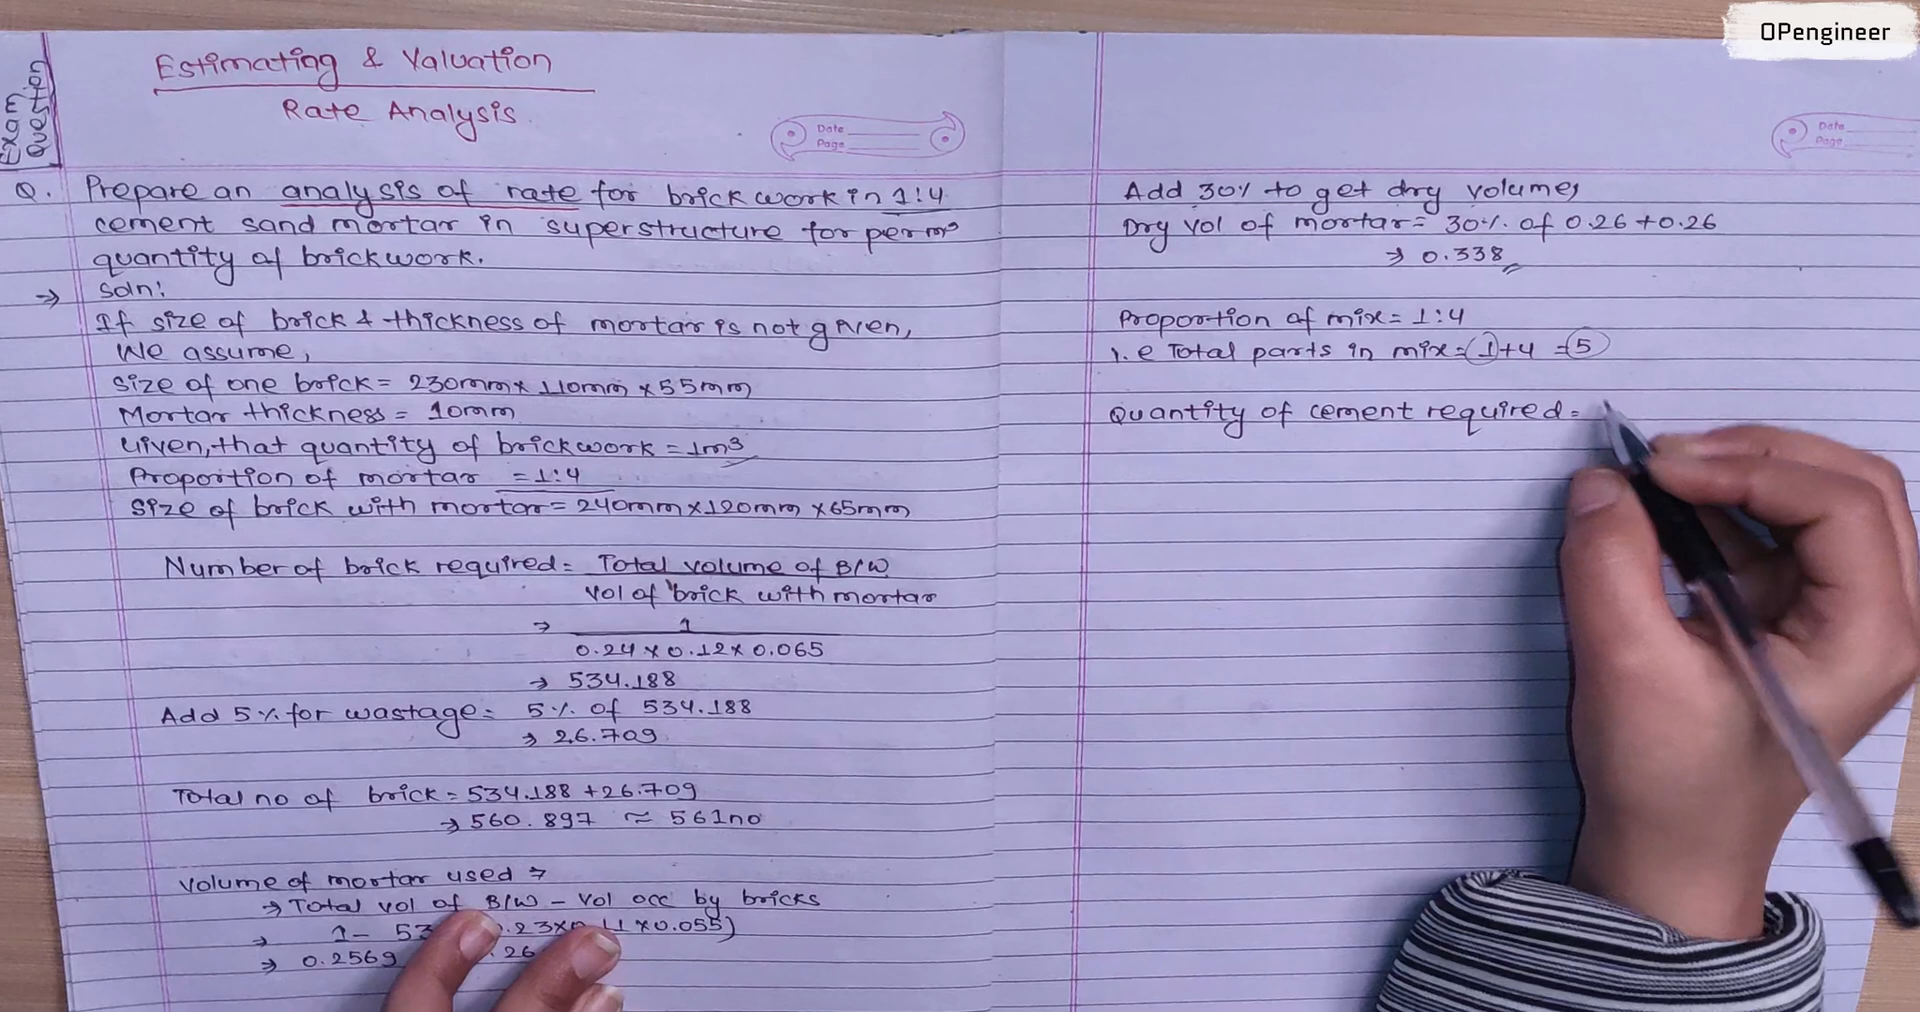 OPengineer
Exam
Question
Estimating & Valuation
Rate Analysis.
Date
Page
Q. Prepare an analysis of rate for brick work in 1:4
cement sand mortar in superstructure for per m³
quantity of brickwork.
→ Soln:
If size of brick & thickness of mortar is not given,
We assume,
Size of one brick = 230mm × 110mm × 55mm
Mortar thickness = 10mm
Given, that quantity of brickwork = 1m³
Proportion of mortar = 1:4
Size of brick with mortar = 240mm × 120mm × 65mm
Number of brick required = Total volume of B/W
Vol of brick with mortar
→ 1
0.24 × 0.12 × 0.065
→ 534.188
Add 5% for wastage = 5% of 534.188
→ 26.709
Total no of brick = 534.188 + 26.709
→ 560.897 ≈ 561no
Volume of mortar used →
→ Total vol of B/W - Vol occ by bricks
→ 1 - 53 .23× ×0.055)
→ 0.2569 .26
Date
Page
Add 30% to get dry volume,
Dry vol of mortar = 30% of 0.26 + 0.26
→ 0.338
Proportion of mix = 1:4
i.e Total parts in mix = 1+4 = 5
Quantity of cement required =